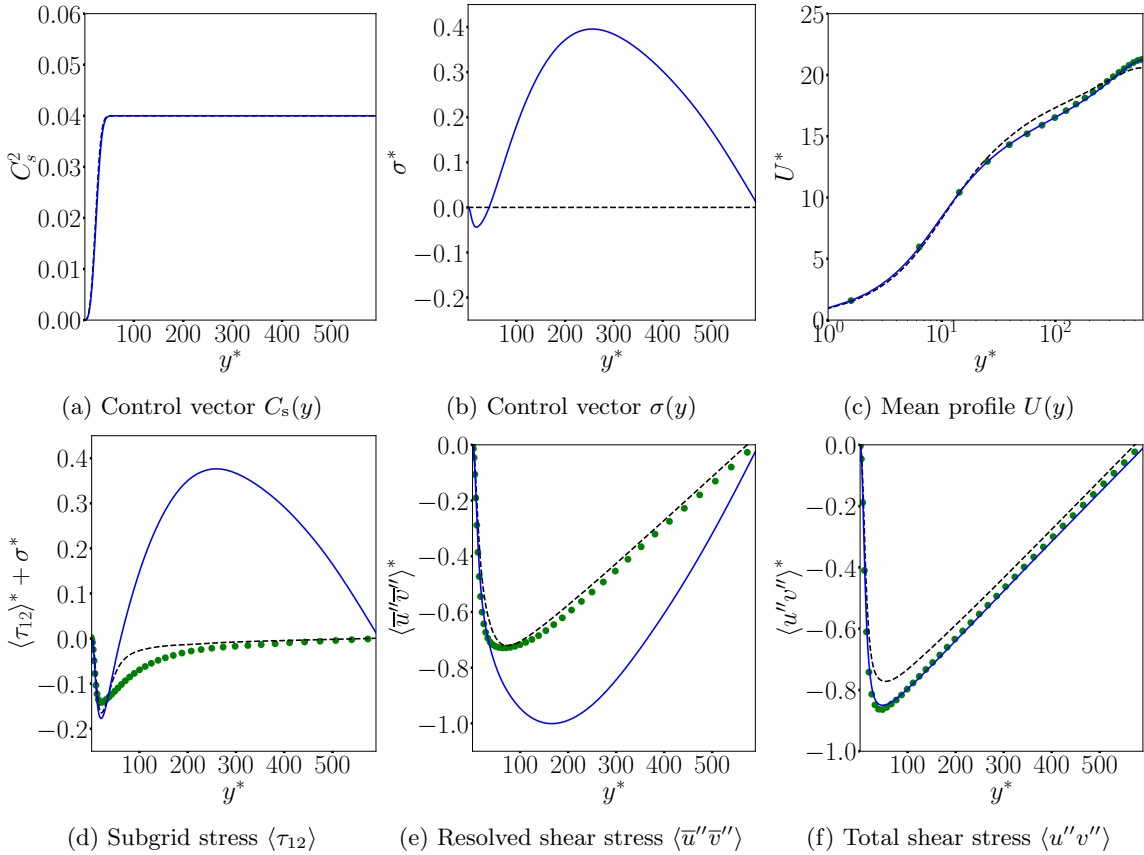 0.06
0.05
0.04
0.03
0.02
0.01
0.00
C_s^2
100 200 300 400 500
y*
(a) Control vector C_s(y)
0.4
0.3
0.2
0.1
0.0
−0.1
−0.2
σ*
100 200 300 400 500
y*
(b) Control vector σ(y)
25
20
15
10
5
0
U*
10^0 10^1 10^2
y*
(c) Mean profile U(y)
0.4
0.3
0.2
0.1
0.0
−0.1
−0.2
⟨τ_12⟩* + σ*
100 200 300 400 500
y*
(d) Subgrid stress ⟨τ_12⟩
0.0
−0.2
−0.4
−0.6
−0.8
−1.0
⟨u̅″v̅″⟩*
100 200 300 400 500
y*
(e) Resolved shear stress ⟨u̅″v̅″⟩
0.0
−0.2
−0.4
−0.6
−0.8
−1.0
⟨u″v″⟩*
100 200 300 400 500
y*
(f) Total shear stress ⟨u″v″⟩